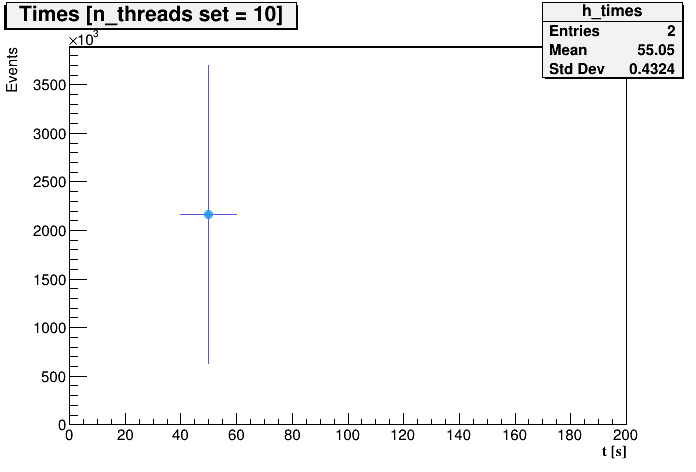 Times [n_threads set = 10]
h_times
Entries 2
Mean 55.05
Std Dev 0.4324
×10³
Events
3500
3000
2500
2000
1500
1000
500
0
0 20 40 60 80 100 120 140 160 180 200
t [s]